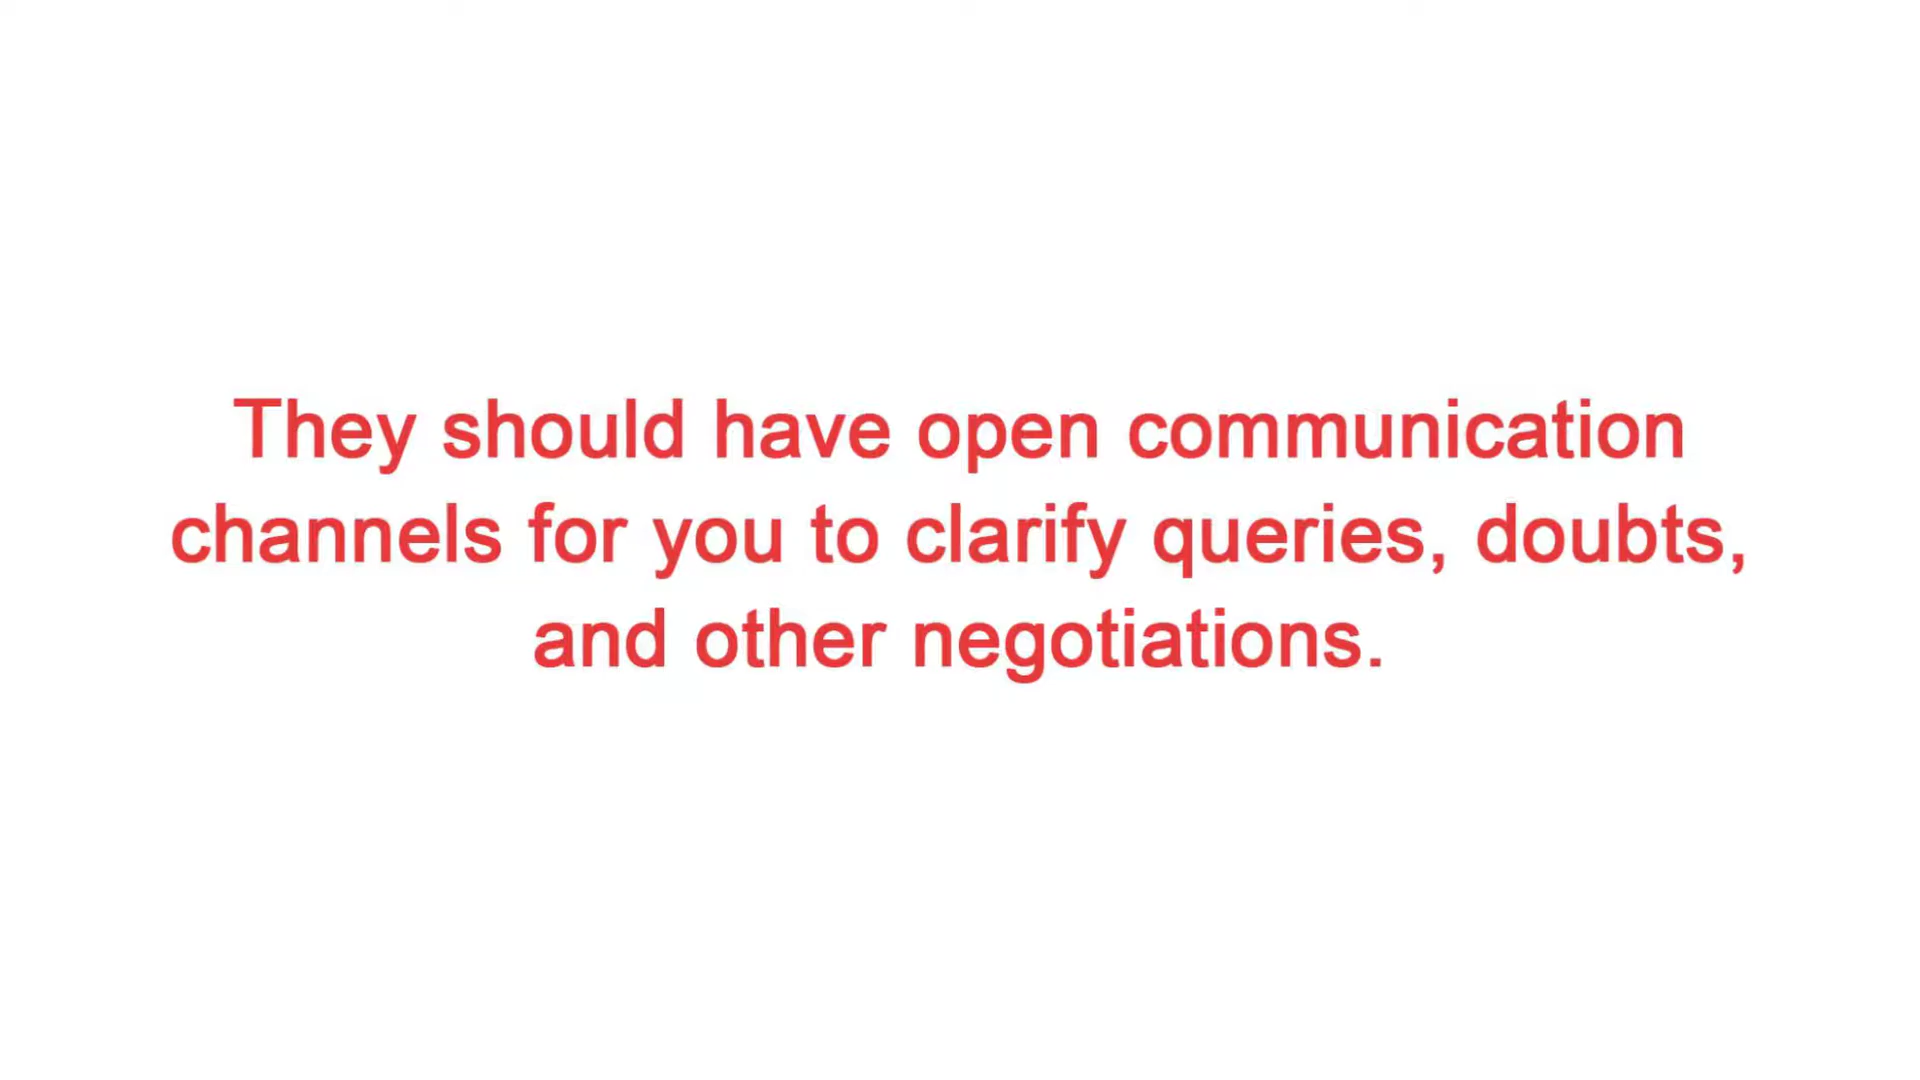 They should have open communication
channels for you to clarify queries, doubts,
and other negotiations.